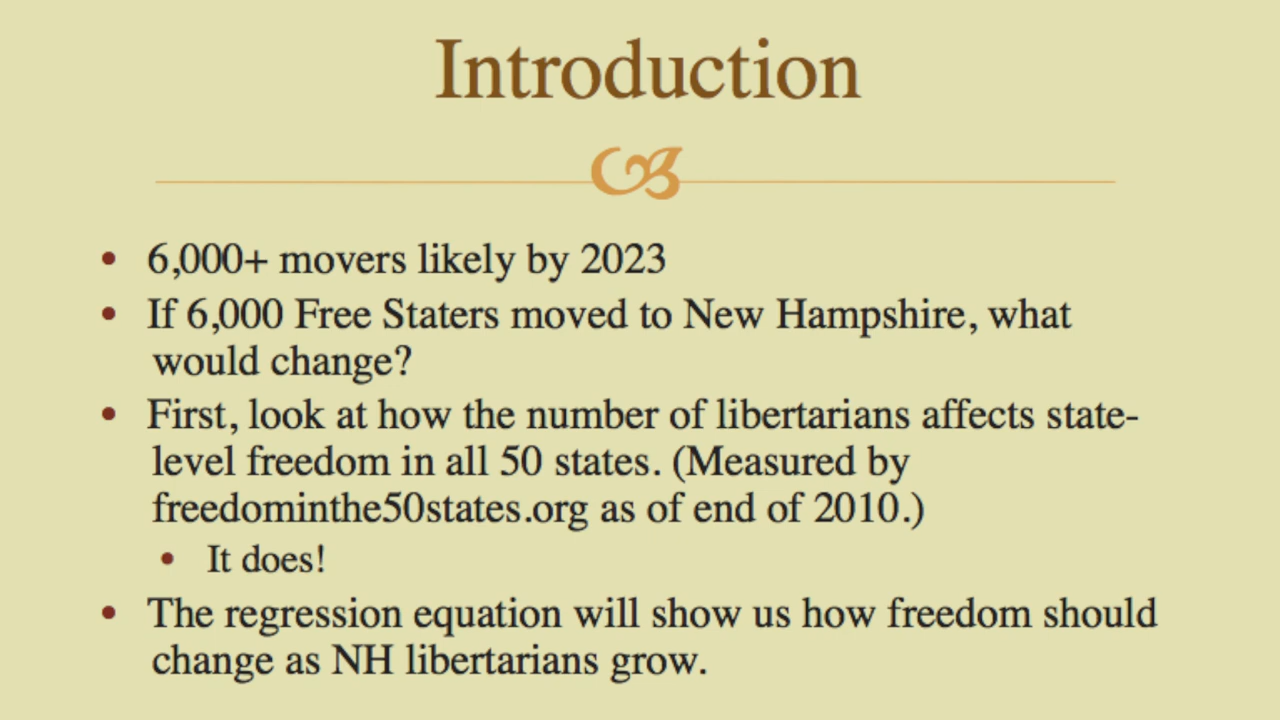 Introduction
• 6,000+ movers likely by 2023
• If 6,000 Free Staters moved to New Hampshire, what
would change?
• First, look at how the number of libertarians affects state-
level freedom in all 50 states. (Measured by
freedominthe50states.org as of end of 2010.)
• It does!
• The regression equation will show us how freedom should
change as NH libertarians grow.